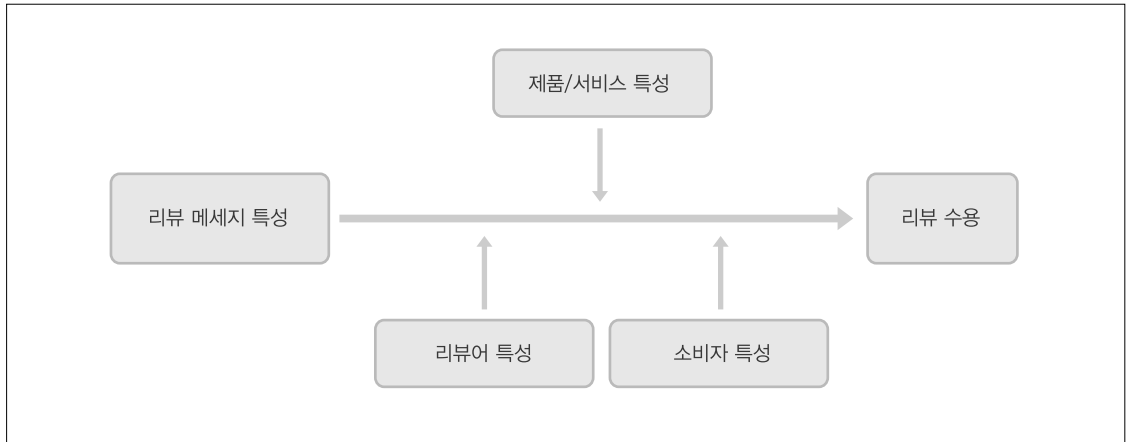 제품/서비스 특성
리뷰 메세지 특성
리뷰 수용
리뷰어 특성
소비자 특성